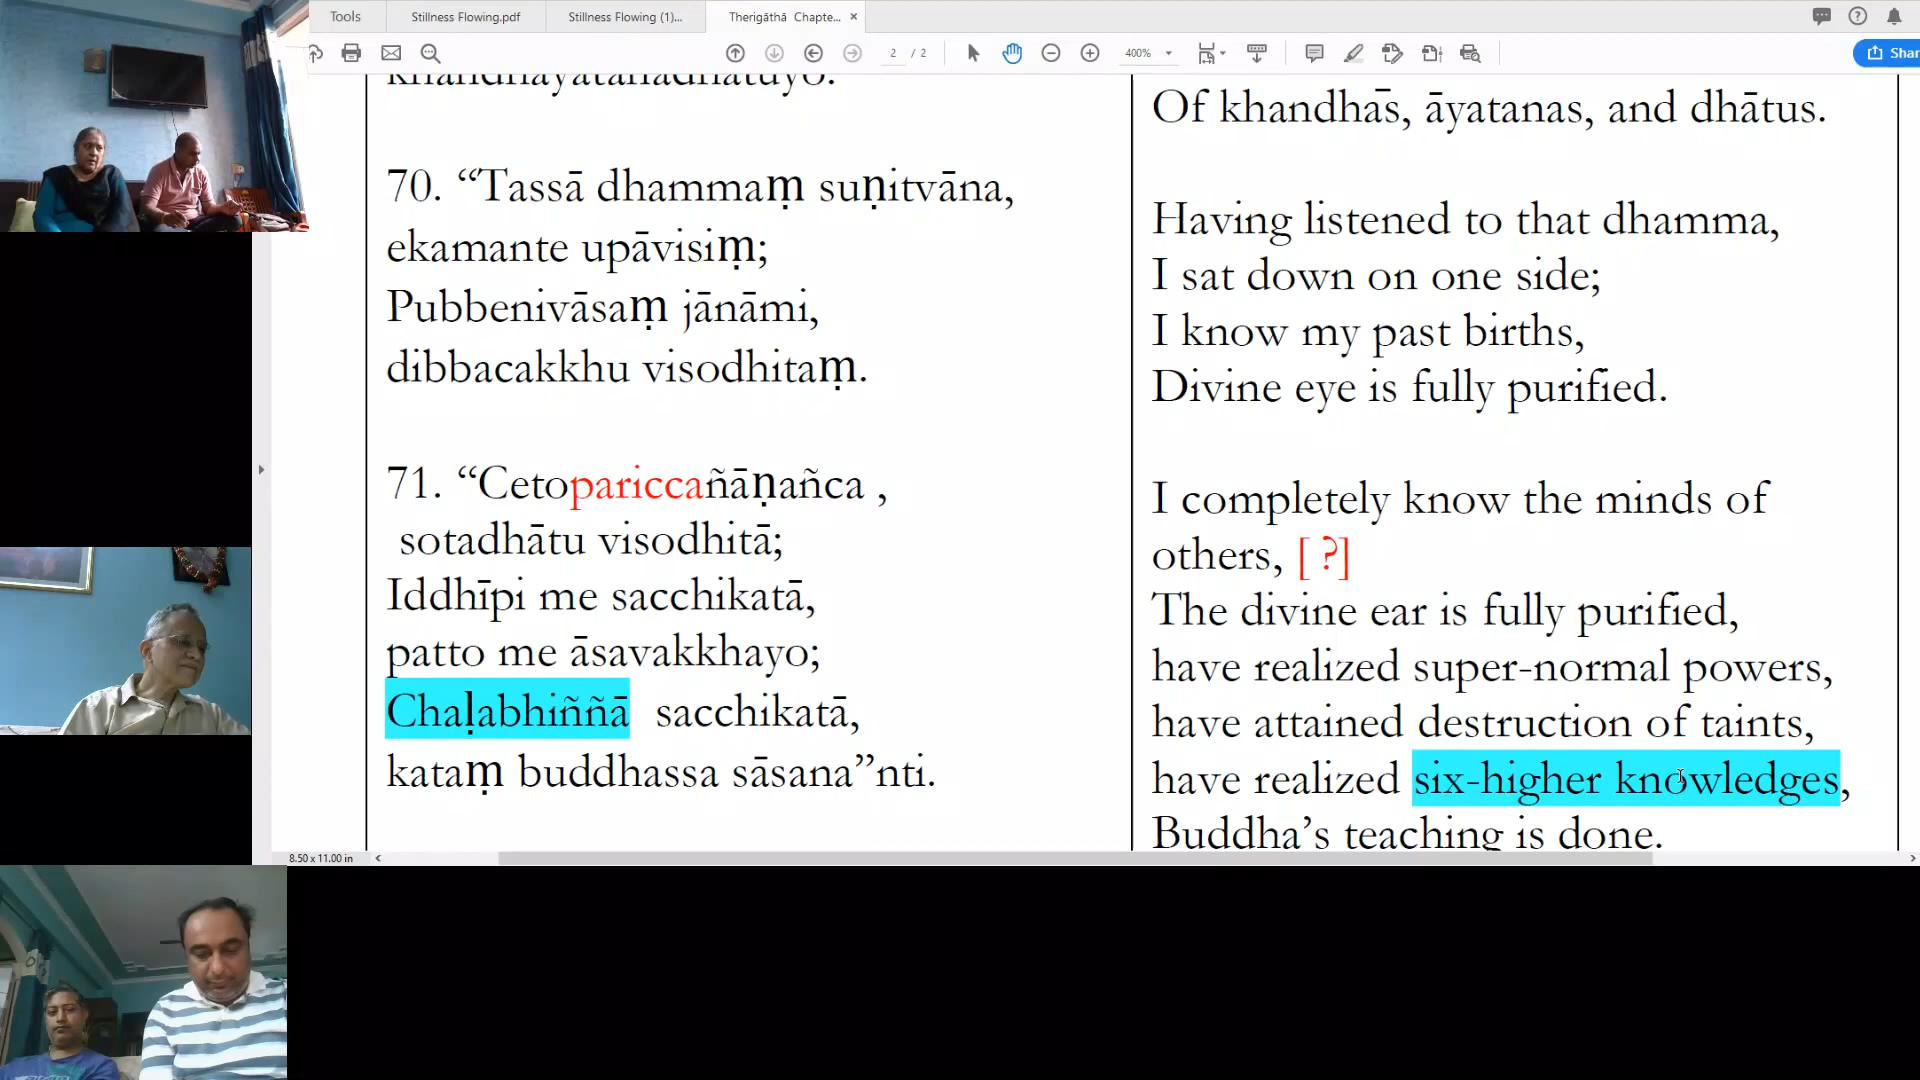 Tools
Stillness Flowing.pdf
Stillness Flowing (1)...
Therigāthā Chapte... ×
2 / 2
400%
Shar
khandhāyatanadhātuyo.
70. “Tassā dhammaṃ suṇitvāna,
ekamante upāvisiṃ;
Pubbenivāsaṃ jānāmi,
dibbacakkhu visodhitaṃ.
71. “Cetopariccañāṇañca ,
sotadhātu visodhitā;
Iddhīpi me sacchikatā,
patto me āsavakkhayo;
Chaḷabhiññā sacchikatā,
kataṃ buddhassa sāsana”nti.
Of khandhās, āyatanas, and dhātus.
Having listened to that dhamma,
I sat down on one side;
I know my past births,
Divine eye is fully purified.
I completely know the minds of
others, [ ?]
The divine ear is fully purified,
have realized super-normal powers,
have attained destruction of taints,
have realized six-higher knowledges,
Buddha’s teaching is done.
8.50 x 11.00 in